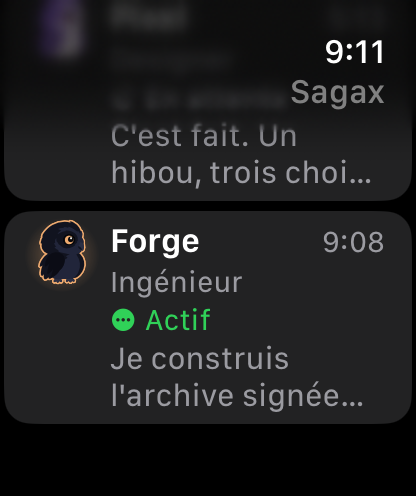 9:11
Sagax
C'est fait. Un
hibou, trois choi…
Forge 9:08
Ingénieur
Actif
Je construis
l'archive signée…